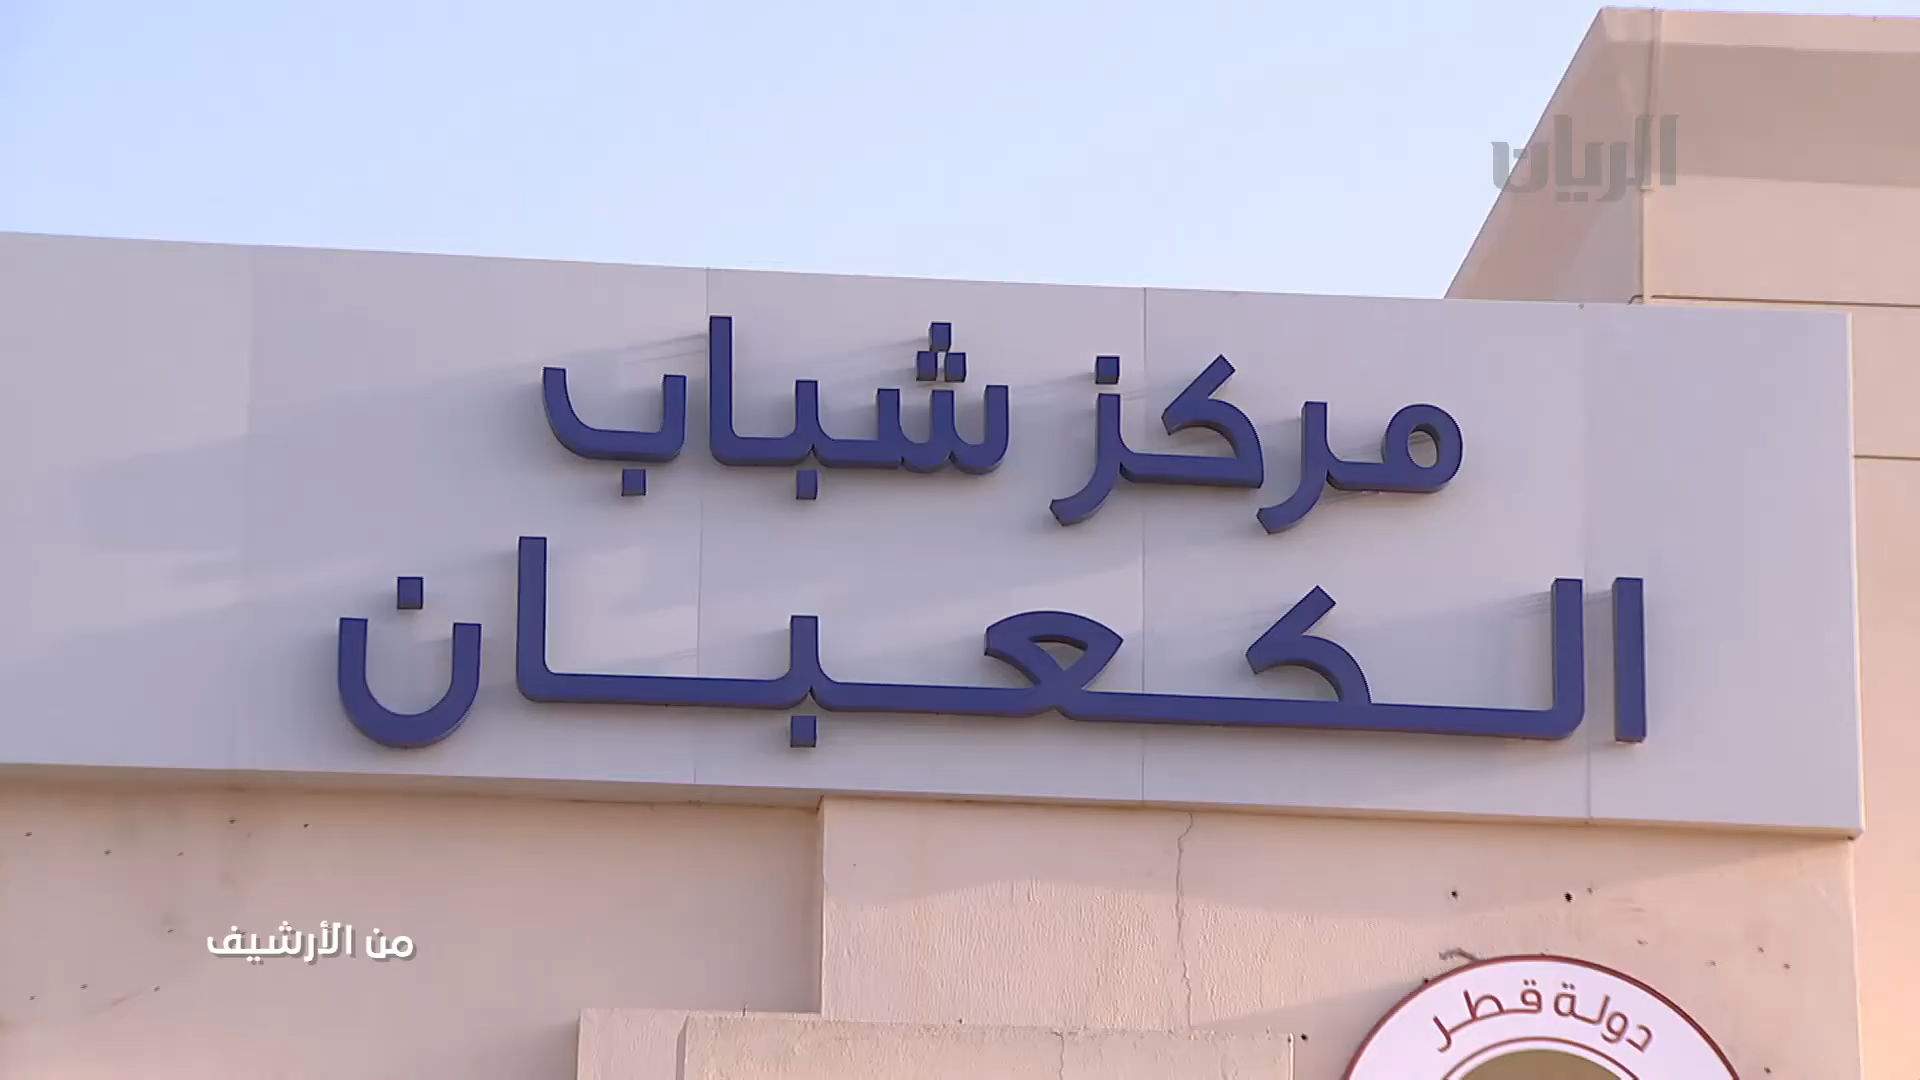 الريان
مركز شباب
الكعبان
من الأرشيف
دولة قطر